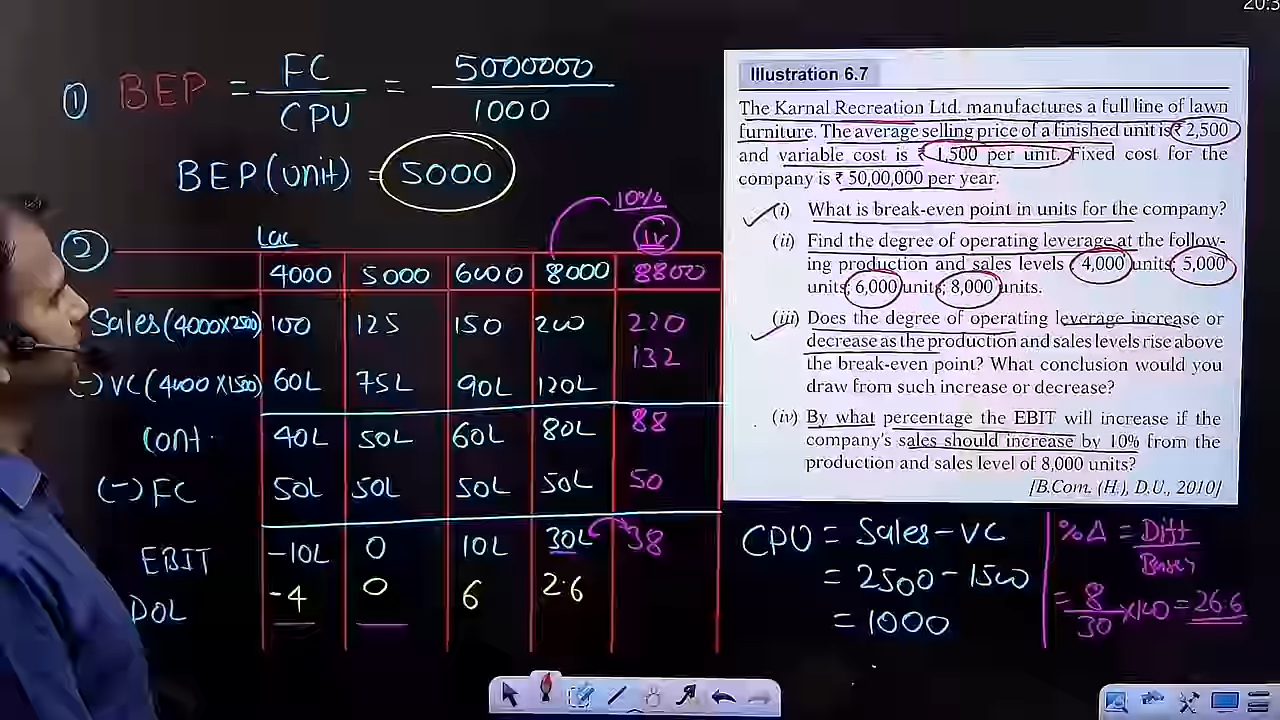 20:3
① BEP = FC / CPU = 5000000 / 1000
BEP (unit) = 5000
② Lac
10%
iv
4000 5000 6000 8000 8800
Sales (4000x2500) 100 125 150 200 220
(-) VC (4000 x 1500) 60L 75L 90L 120L 132
Cont. 40L 50L 60L 80L 88
(-) FC 50L 50L 50L 50L 50
EBIT -10L 0 10L 30L 38
DOL -4 0 6 2.6
Illustration 6.7
The Karnal Recreation Ltd. manufactures a full line of lawn
furniture. The average selling price of a finished unit is ₹ 2,500
and variable cost is ₹ 1,500 per unit. Fixed cost for the
company is ₹ 50,00,000 per year.
(i) What is break-even point in units for the company?
(ii) Find the degree of operating leverage at the follow-
ing production and sales levels : 4,000 units; 5,000
units; 6,000 units; 8,000 units.
(iii) Does the degree of operating leverage increase or
decrease as the production and sales levels rise above
the break-even point? What conclusion would you
draw from such increase or decrease?
(iv) By what percentage the EBIT will increase if the
company's sales should increase by 10% from the
production and sales level of 8,000 units?
[B.Com. (H.), D.U., 2010]
CPU = Sales - VC
= 2500 - 1500
= 1000
% Δ = Diff /
= 8 / 30 x 100 = 26.6